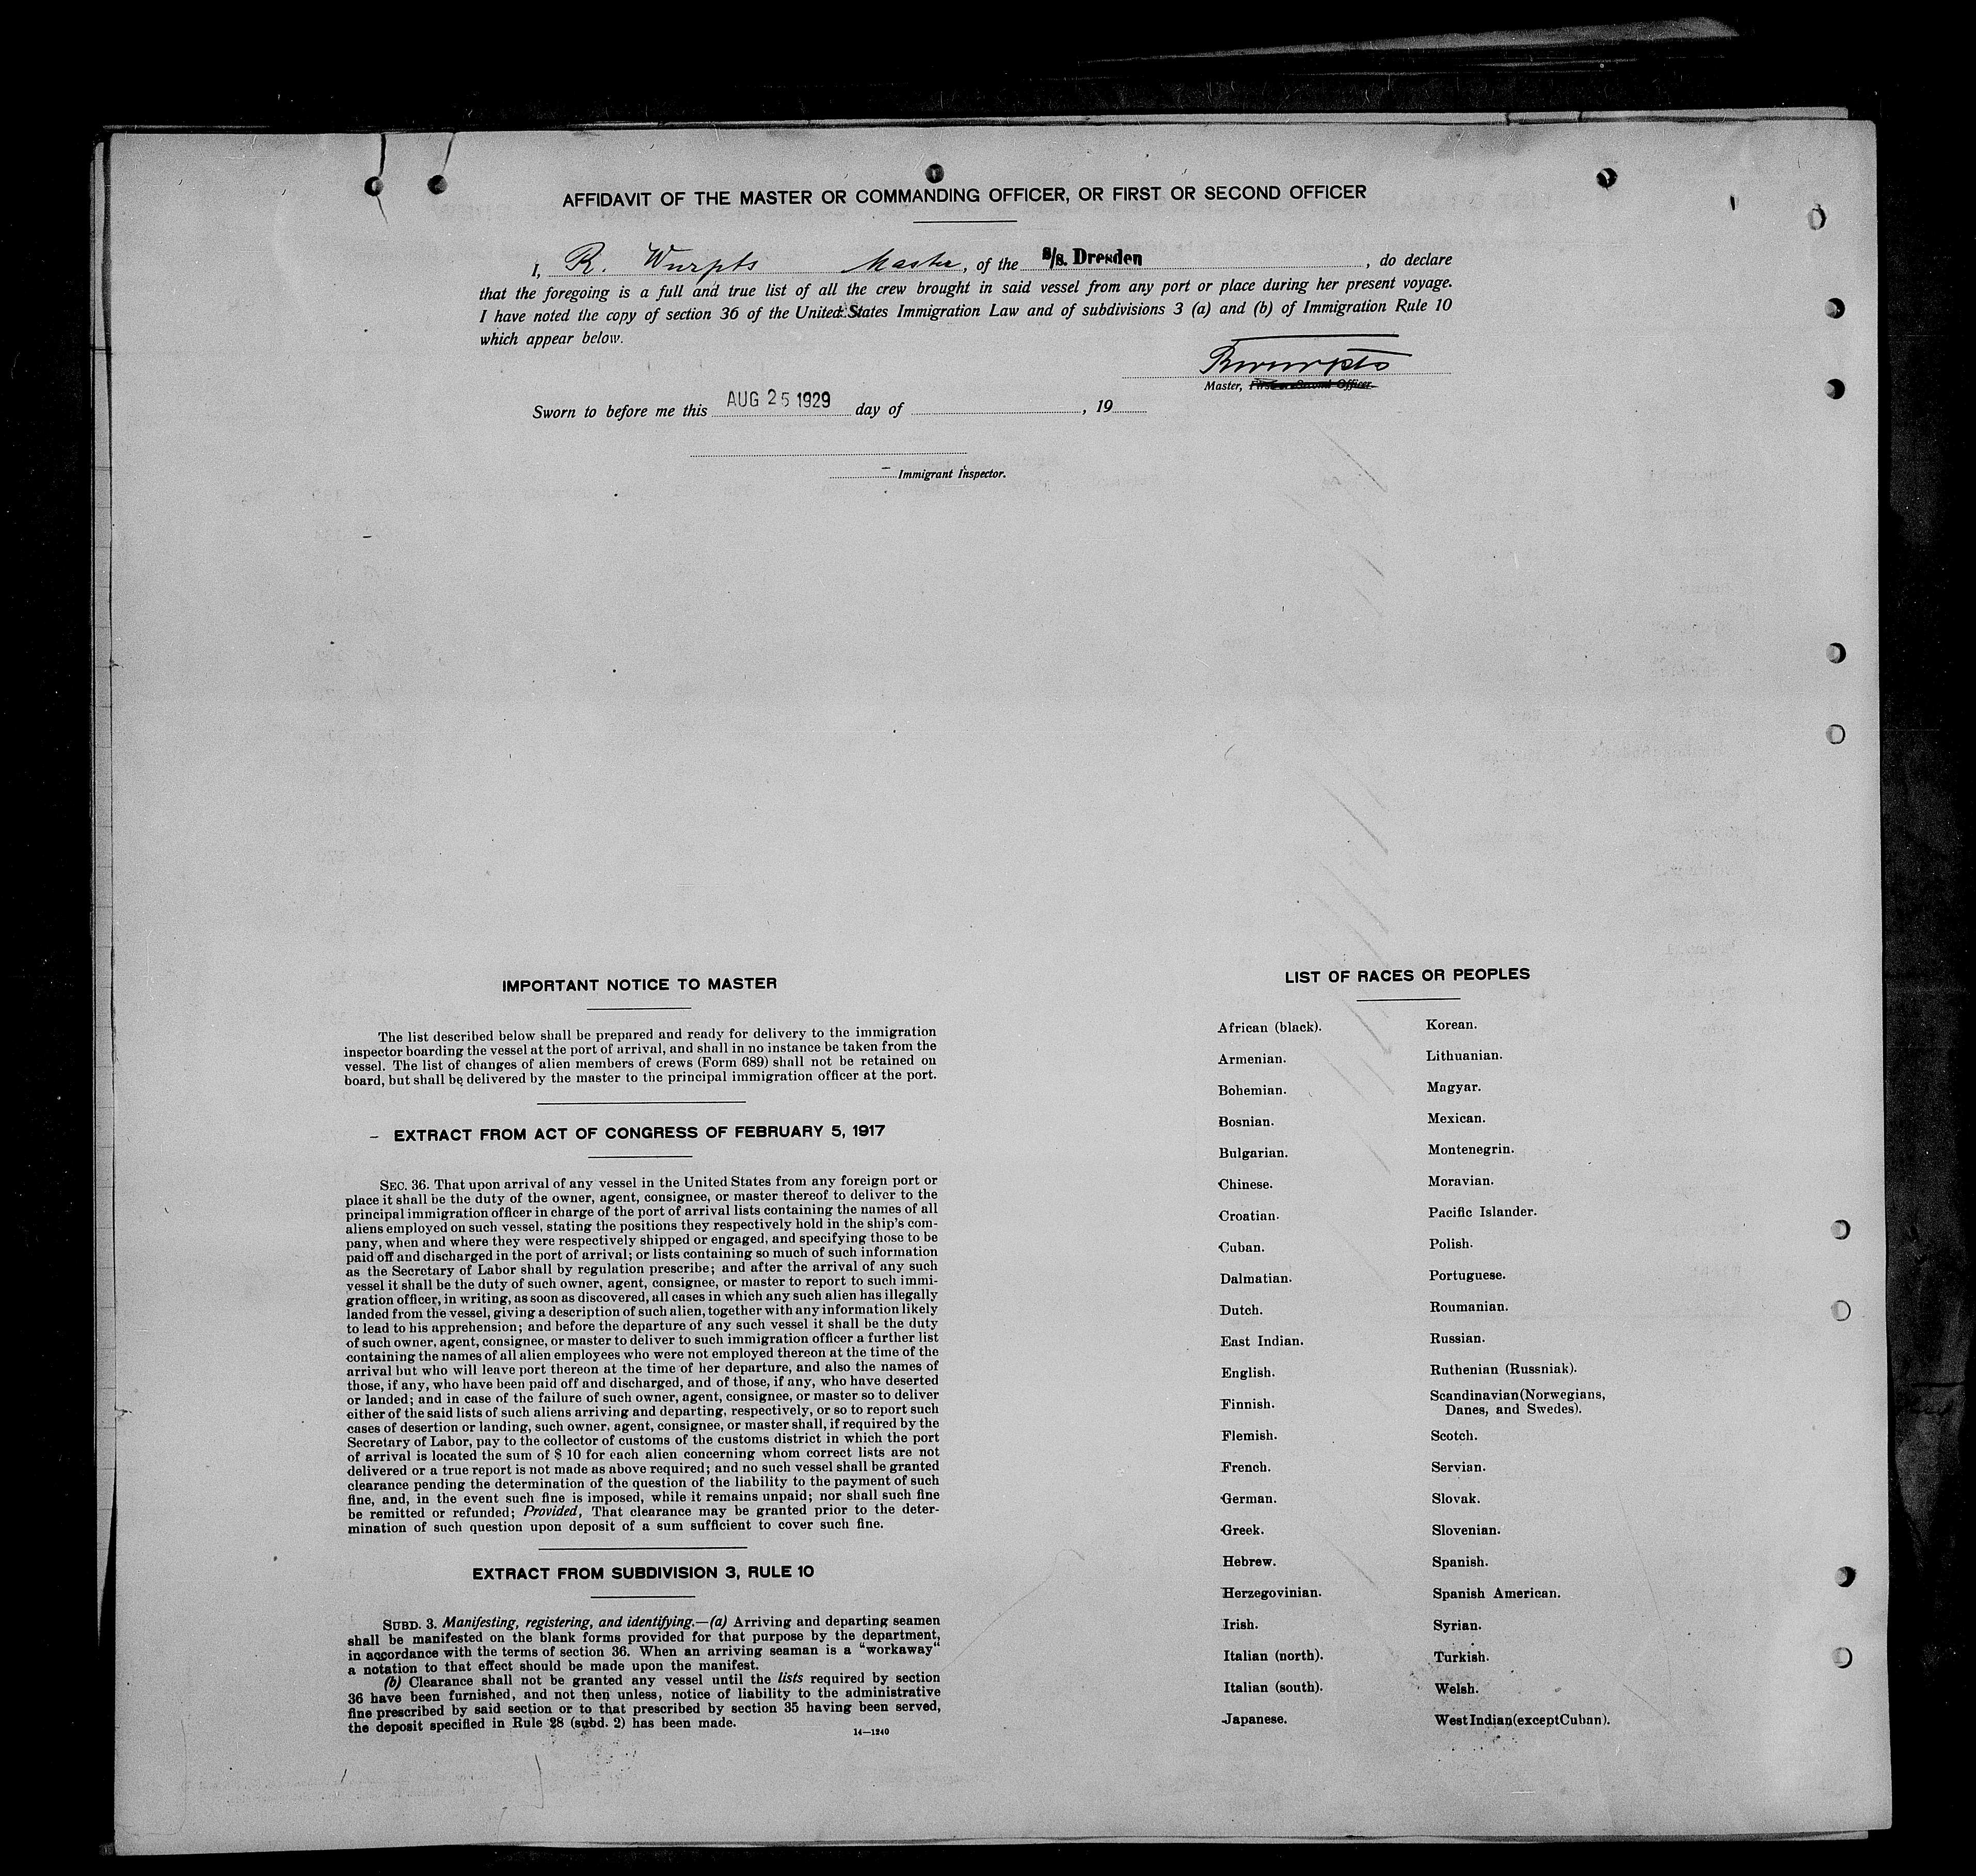 AFFIDAVIT OF THE MASTER OR COMMANDING OFFICER, OR FIRST OR SECOND OFFICER
I, R. Wurpts Master, of the S/s. Dresden, do declare
that the foregoing is a full and true list of all the crew brought in said vessel from any port or place during her present voyage.
I have noted the copy of section 36 of the United States Immigration Law and of subdivisions 3 (a) and (b) of Immigration Rule 10
which appear below.
RWurpts
Master, First or Second Officer.
Sworn to before me this AUG 25 1929 day of , 19
Immigrant Inspector.
IMPORTANT NOTICE TO MASTER
The list described below shall be prepared and ready for delivery to the immigration
inspector boarding the vessel at the port of arrival, and shall in no instance be taken from the
vessel. The list of changes of alien members of crews (Form 689) shall not be retained on
board, but shall be delivered by the master to the principal immigration officer at the port.
EXTRACT FROM ACT OF CONGRESS OF FEBRUARY 5, 1917
SEC. 36. That upon arrival of any vessel in the United States from any foreign port or
place it shall be the duty of the owner, agent, consignee, or master thereof to deliver to the
principal immigration officer in charge of the port of arrival lists containing the names of all
aliens employed on such vessel, stating the positions they respectively hold in the ship's com-
pany, when and where they were respectively shipped or engaged, and specifying those to be
paid off and discharged in the port of arrival; or lists containing so much of such information
as the Secretary of Labor shall by regulation prescribe; and after the arrival of any such
vessel it shall be the duty of such owner, agent, consignee, or master to report to such immi-
gration officer, in writing, as soon as discovered, all cases in which any such alien has illegally
landed from the vessel, giving a description of such alien, together with any information likely
to lead to his apprehension; and before the departure of any such vessel it shall be the duty
of such owner, agent, consignee, or master to deliver to such immigration officer a further list
containing the names of all alien employees who were not employed thereon at the time of the
arrival but who will leave port thereon at the time of her departure, and also the names of
those, if any, who have been paid off and discharged, and of those, if any, who have deserted
or landed; and in case of the failure of such owner, agent, consignee, or master so to deliver
either of the said lists of such aliens arriving and departing, respectively, or so to report such
cases of desertion or landing, such owner, agent, consignee, or master shall, if required by the
Secretary of Labor, pay to the collector of customs of the customs district in which the port
of arrival is located the sum of $ 10 for each alien concerning whom correct lists are not
delivered or a true report is not made as above required; and no such vessel shall be granted
clearance pending the determination of the question of the liability to the payment of such
fine, and, in the event such fine is imposed, while it remains unpaid; nor shall such fine
be remitted or refunded; Provided, That clearance may be granted prior to the deter-
mination of such question upon deposit of a sum sufficient to cover such fine.
EXTRACT FROM SUBDIVISION 3, RULE 10
SUBD. 3. Manifesting, registering, and identifying.—(a) Arriving and departing seamen
shall be manifested on the blank forms provided for that purpose by the department,
in accordance with the terms of section 36. When an arriving seaman is a "workaway"
a notation to that effect should be made upon the manifest.
(b) Clearance shall not be granted any vessel until the lists required by section
36 have been furnished, and not then unless, notice of liability to the administrative
fine prescribed by said section or to that prescribed by section 35 having been served,
the deposit specified in Rule 28 (subd. 2) has been made.
14—1240
LIST OF RACES OR PEOPLES
African (black).
Armenian.
Bohemian.
Bosnian.
Bulgarian.
Chinese.
Croatian.
Cuban.
Dalmatian.
Dutch.
East Indian.
English.
Finnish.
Flemish.
French.
German.
Greek.
Hebrew.
Herzegovinian.
Irish.
Italian (north).
Italian (south).
Japanese.
Korean.
Lithuanian.
Magyar.
Mexican.
Montenegrin.
Moravian.
Pacific Islander.
Polish.
Portuguese.
Roumanian.
Russian.
Ruthenian (Russniak).
Scandinavian (Norwegians,
Danes, and Swedes).
Scotch.
Servian.
Slovak.
Slovenian.
Spanish.
Spanish American.
Syrian.
Turkish.
Welsh.
West Indian (except Cuban).